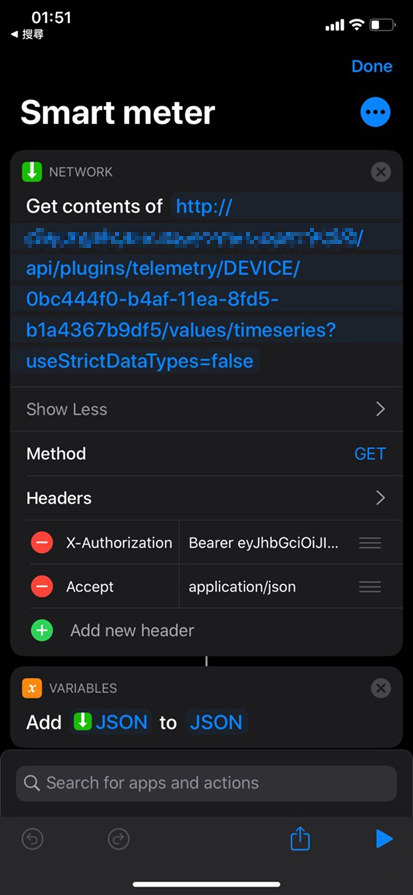 01:51
◀ 搜尋
Done
Smart meter
NETWORK
Get contents of http://
/
api/plugins/telemetry/DEVICE/
0bc444f0-b4af-11ea-8fd5-
b1a4367b9df5/values/timeseries?
useStrictDataTypes=false
Show Less
Method GET
Headers
X-Authorization Bearer eyJhbGciOiJI...
Accept application/json
Add new header
x VARIABLES
Add JSON to JSON
Search for apps and actions